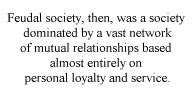 Feudal society, then, was a society
dominated by a vast network
of mutual relationships based
almost entirely on
personal loyalty and service.